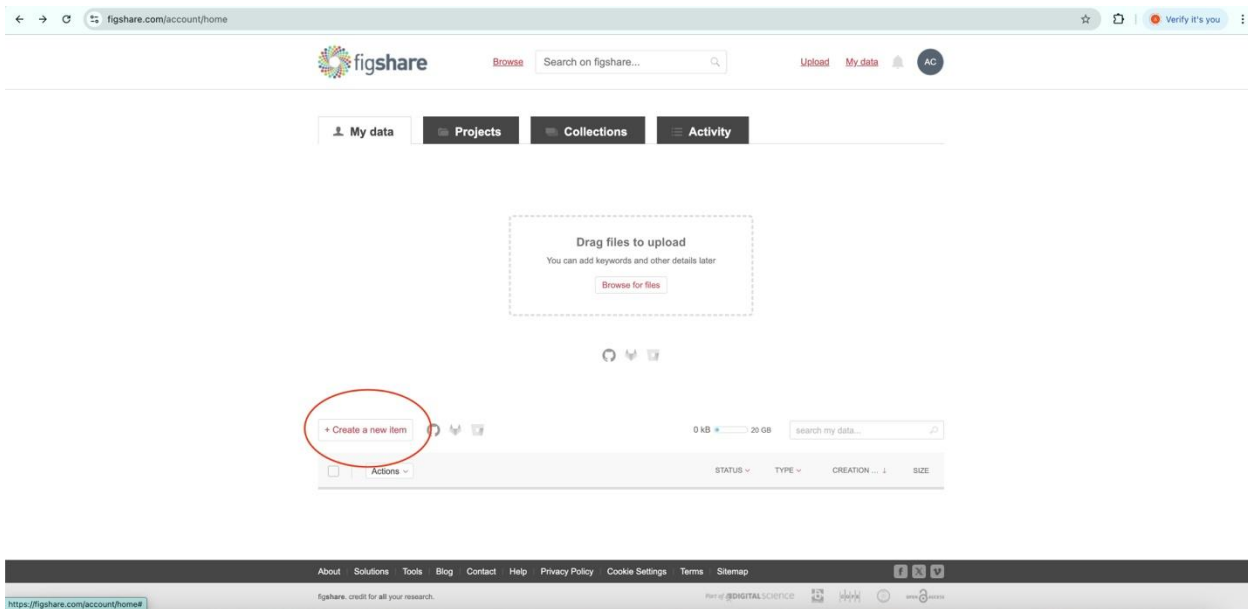 figshare.com/account/home
Verify it's you
figshare
Browse
Search on figshare...
Upload
My data
AC
My data
Projects
Collections
Activity
Drag files to upload
You can add keywords and other details later
Browse for files
+ Create a new item
0 kB
20 GB
search my data...
Actions
STATUS
TYPE
CREATION ... ↓
SIZE
About
Solutions
Tools
Blog
Contact
Help
Privacy Policy
Cookie Settings
Terms
Sitemap
figshare. credit for all your research.
Part of DIGITALSCIENCE
https://figshare.com/account/home#